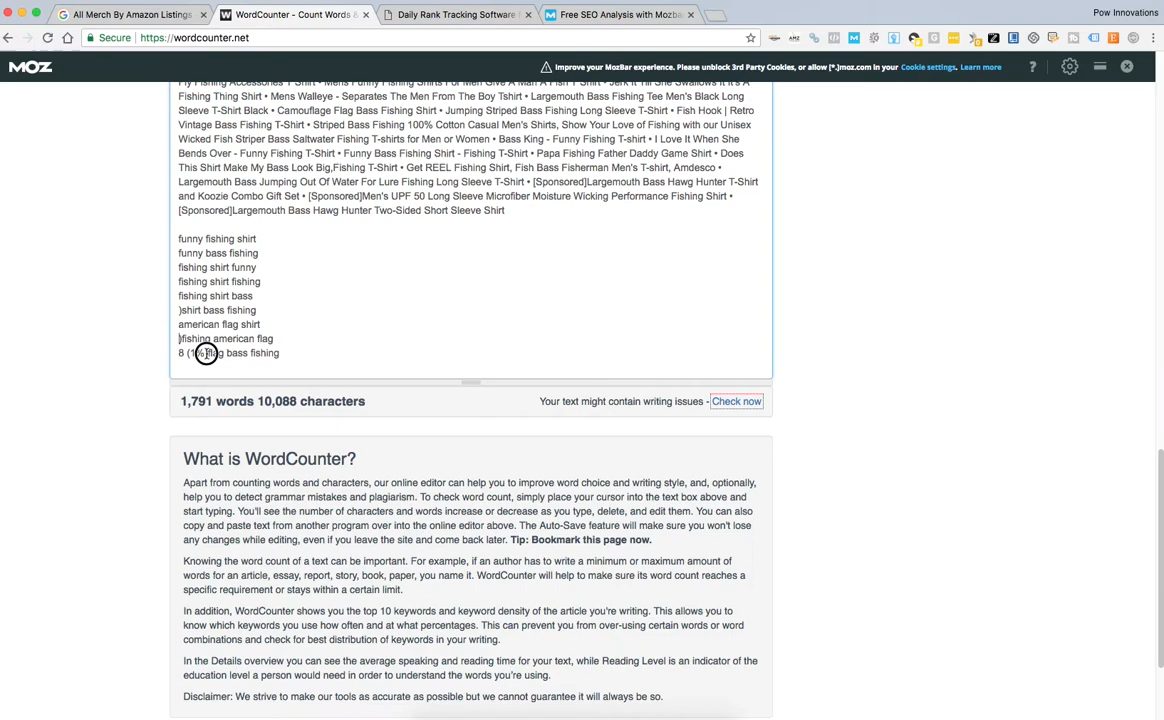 All Merch By Amazon Listings
WordCounter - Count Words &
Daily Rank Tracking Software
Free SEO Analysis with Mozba
Pow Innovations
Secure
https://wordcounter.net
MOZ
Improve your MozBar experience. Please unblock 3rd Party Cookies, or allow [*.]moz.com in your Cookie settings. Learn more
Fly Fishing Accessories T Shirt • Mens Funny Fishing Shirts For Men Give A Man A Fish T Shirt • Jerk It Till She Swallows It It's A
Fishing Thing Shirt • Mens Walleye - Separates The Men From The Boy Tshirt • Largemouth Bass Fishing Tee Men's Black Long
Sleeve T-Shirt Black • Camouflage Flag Bass Fishing Shirt • Jumping Striped Bass Fishing Long Sleeve T-Shirt • Fish Hook | Retro
Vintage Bass Fishing T-Shirt • Striped Bass Fishing 100% Cotton Casual Men's Shirts, Show Your Love of Fishing with our Unisex
Wicked Fish Striper Bass Saltwater Fishing T-shirts for Men or Women • Bass King - Funny Fishing T-shirt • I Love It When She
Bends Over - Funny Fishing T-Shirt • Funny Bass Fishing Shirt - Fishing T-Shirt • Papa Fishing Father Daddy Game Shirt • Does
This Shirt Make My Bass Look Big,Fishing T-Shirt • Get REEL Fishing Shirt, Fish Bass Fisherman Men's T-shirt, Amdesco •
Largemouth Bass Jumping Out Of Water For Lure Fishing Long Sleeve T-Shirt • [Sponsored]Largemouth Bass Hawg Hunter T-Shirt
and Koozie Combo Gift Set • [Sponsored]Men's UPF 50 Long Sleeve Microfiber Moisture Wicking Performance Fishing Shirt •
[Sponsored]Largemouth Bass Hawg Hunter Two-Sided Short Sleeve Shirt
funny fishing shirt
funny bass fishing
fishing shirt funny
fishing shirt fishing
fishing shirt bass
)shirt bass fishing
american flag shirt
)fishing american flag
8 (1% flag bass fishing
1,791 words 10,088 characters
Your text might contain writing issues - Check now
What is WordCounter?
Apart from counting words and characters, our online editor can help you to improve word choice and writing style, and, optionally,
help you to detect grammar mistakes and plagiarism. To check word count, simply place your cursor into the text box above and
start typing. You'll see the number of characters and words increase or decrease as you type, delete, and edit them. You can also
copy and paste text from another program over into the online editor above. The Auto-Save feature will make sure you won't lose
any changes while editing, even if you leave the site and come back later. Tip: Bookmark this page now.
Knowing the word count of a text can be important. For example, if an author has to write a minimum or maximum amount of
words for an article, essay, report, story, book, paper, you name it. WordCounter will help to make sure its word count reaches a
specific requirement or stays within a certain limit.
In addition, WordCounter shows you the top 10 keywords and keyword density of the article you're writing. This allows you to
know which keywords you use how often and at what percentages. This can prevent you from over-using certain words or word
combinations and check for best distribution of keywords in your writing.
In the Details overview you can see the average speaking and reading time for your text, while Reading Level is an indicator of the
education level a person would need in order to understand the words you're using.
Disclaimer: We strive to make our tools as accurate as possible but we cannot guarantee it will always be so.